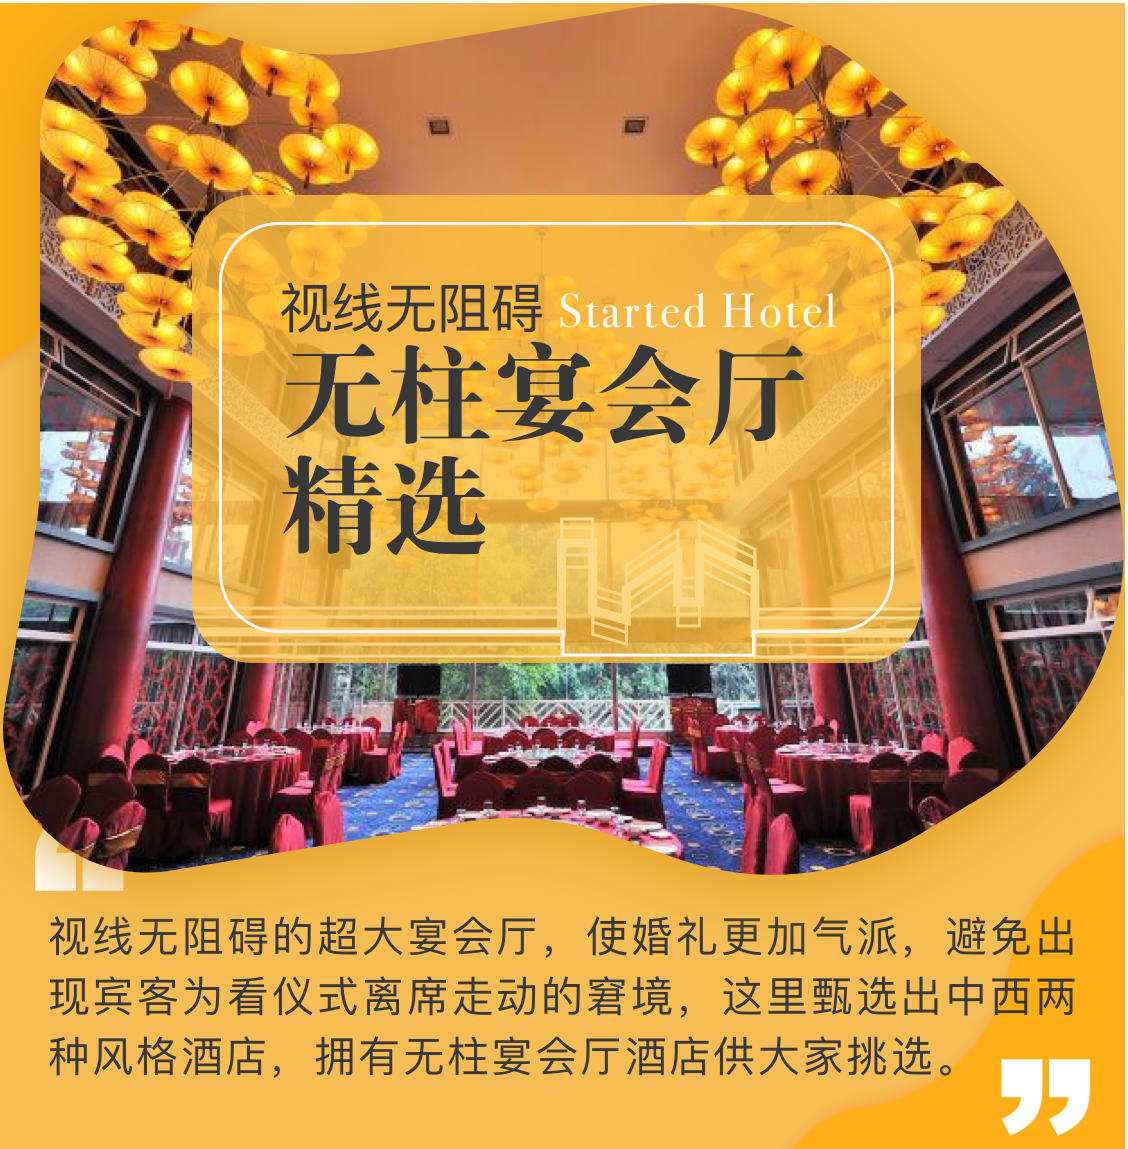 视线无阻碍 Started Hotel
无柱宴会厅
精选
视线无阻碍的超大宴会厅，使婚礼更加气派，避免出
现宾客为看仪式离席走动的窘境，这里甄选出中西两
种风格酒店，拥有无柱宴会厅酒店供大家挑选。